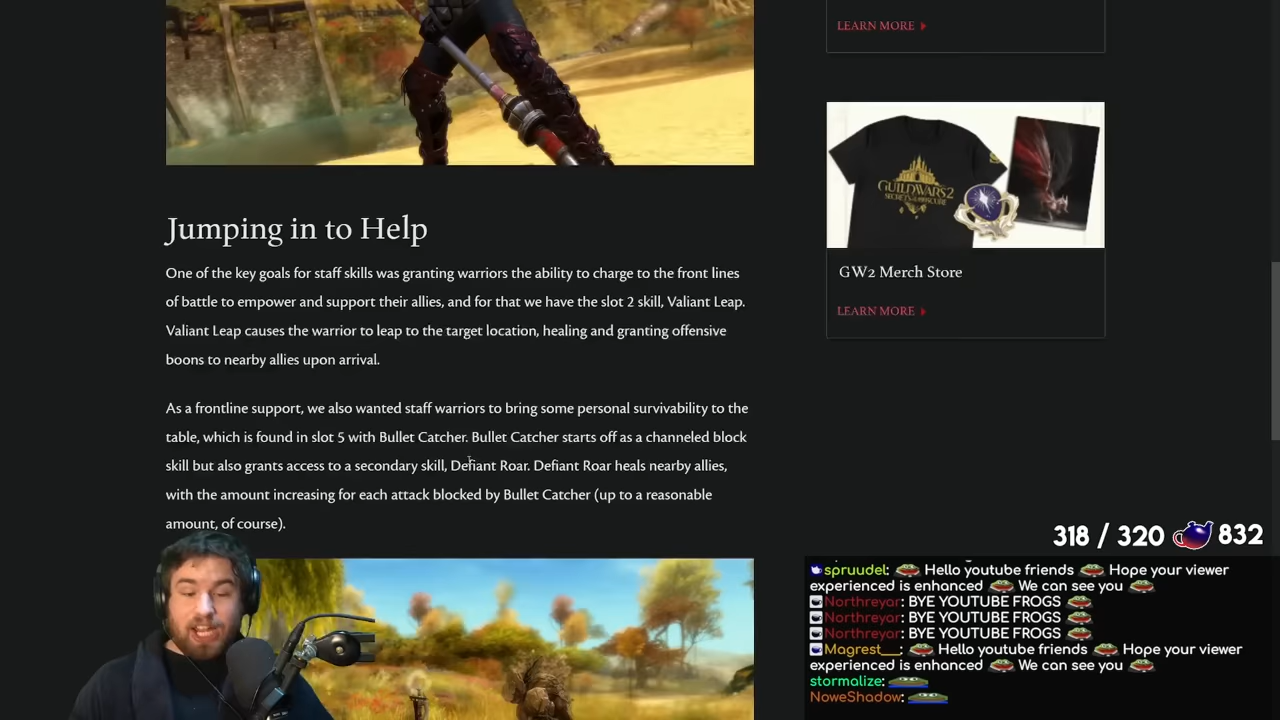 LEARN MORE
GUILD WARS 2
SECRETS OF THE OBSCURE
Jumping in to Help
One of the key goals for staff skills was granting warriors the ability to charge to the front lines
of battle to empower and support their allies, and for that we have the slot 2 skill, Valiant Leap.
Valiant Leap causes the warrior to leap to the target location, healing and granting offensive
boons to nearby allies upon arrival.
As a frontline support, we also wanted staff warriors to bring some personal survivability to the
table, which is found in slot 5 with Bullet Catcher. Bullet Catcher starts off as a channeled block
skill but also grants access to a secondary skill, Defiant Roar. Defiant Roar heals nearby allies,
with the amount increasing for each attack blocked by Bullet Catcher (up to a reasonable
amount, of course).
GW2 Merch Store
LEARN MORE
318 / 320 832
spruudel: Hello youtube friends Hope your viewer
experienced is enhanced We can see you
Northreyar: BYE YOUTUBE FROGS
Northreyar: BYE YOUTUBE FROGS
Northreyar: BYE YOUTUBE FROGS
Magrest__: Hello youtube friends Hope your viewer
experienced is enhanced We can see you
stormalize:
NoweShadow: